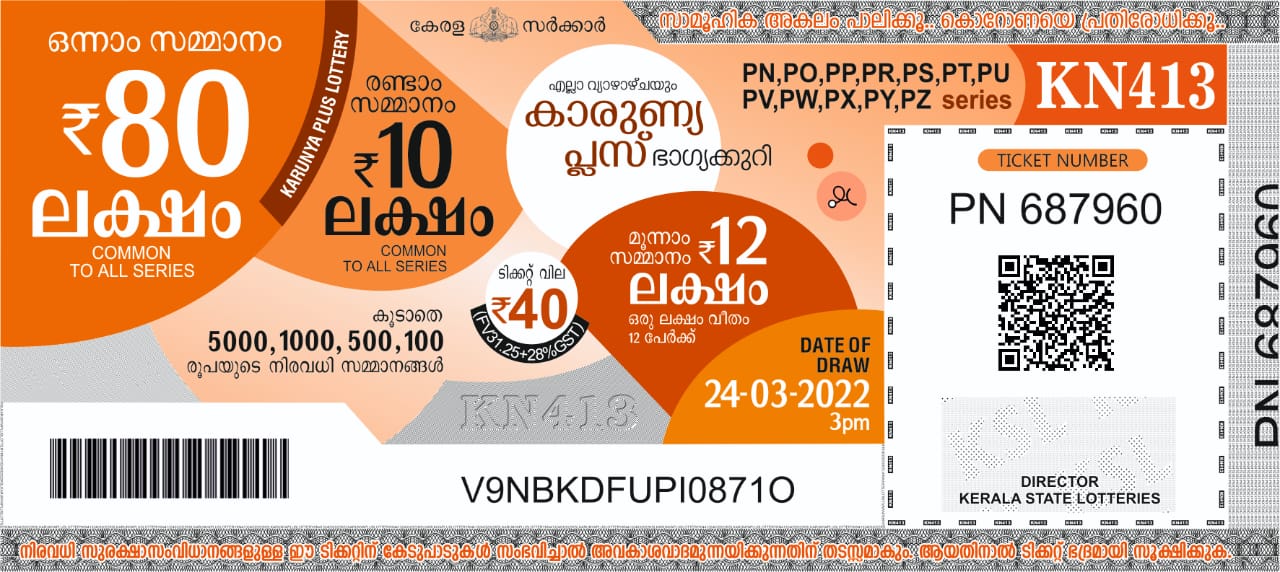 കേരള സർക്കാർ
സാമൂഹിക അകലം പാലിക്കൂ.. കൊറോണയെ പ്രതിരോധിക്കൂ..
ഒന്നാം സമ്മാനം
₹80
ലക്ഷം
COMMON
TO ALL SERIES
KARUNYA PLUS LOTTERY
രണ്ടാം
സമ്മാനം
₹10
ലക്ഷം
COMMON
TO ALL SERIES
എല്ലാ വ്യാഴാഴ്ചയും
കാരുണ്യ
പ്ലസ് ഭാഗ്യക്കുറി
PN,PO,PP,PR,PS,PT,PU
PV,PW,PX,PY,PZ series
KN413
മൂന്നാം
സമ്മാനം ₹12
ലക്ഷം
ഒരു ലക്ഷം വീതം
12 പേർക്ക്
ടിക്കറ്റ് വില
₹40
(FV31.25+28%GST)
കൂടാതെ
5000,1000,500,100
രൂപയുടെ നിരവധി സമ്മാനങ്ങൾ
DATE OF
DRAW
24-03-2022
3pm
KN413
V9NBKDFUPI0871O
TICKET NUMBER
PN 687960
KSL
KSL
DIRECTOR
KERALA STATE LOTTERIES
PN 687960
നിരവധി സുരക്ഷാസംവിധാനങ്ങളുള്ള ഈ ടിക്കറ്റിന് കേടുപാടുകൾ സംഭവിച്ചാൽ അവകാശവാദമുന്നയിക്കുന്നതിന് തടസ്സമാകും. ആയതിനാൽ ടിക്കറ്റ് ഭദ്രമായി സൂക്ഷിക്കുക.